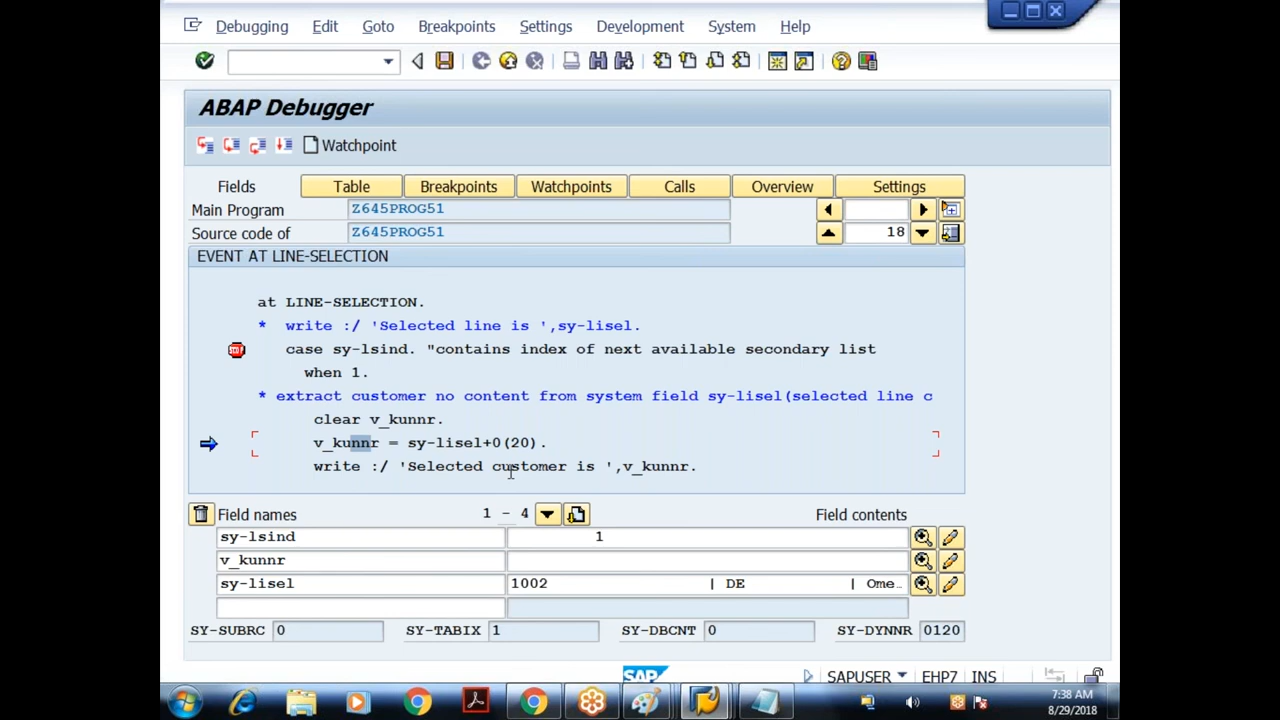 Debugging Edit Goto Breakpoints Settings Development System Help
ABAP Debugger
Watchpoint
Fields Table Breakpoints Watchpoints Calls Overview Settings
Main Program Z645PROG51
Source code of Z645PROG51 18
EVENT AT LINE-SELECTION
at LINE-SELECTION.
* write :/ 'Selected line is ',sy-lisel.
STOP case sy-lsind. "contains index of next available secondary list
when 1.
* extract customer no content from system field sy-lisel(selected line c
clear v_kunnr.
v_kunnr = sy-lisel+0(20).
write :/ 'Selected customer is ',v_kunnr.
Field names 1 - 4 Field contents
sy-lsind 1
v_kunnr
sy-lisel 1002 | DE | Ome…
SY-SUBRC 0 SY-TABIX 1 SY-DBCNT 0 SY-DYNNR 0120
SAP SAPUSER EHP7 INS
7:38 AM
8/29/2018